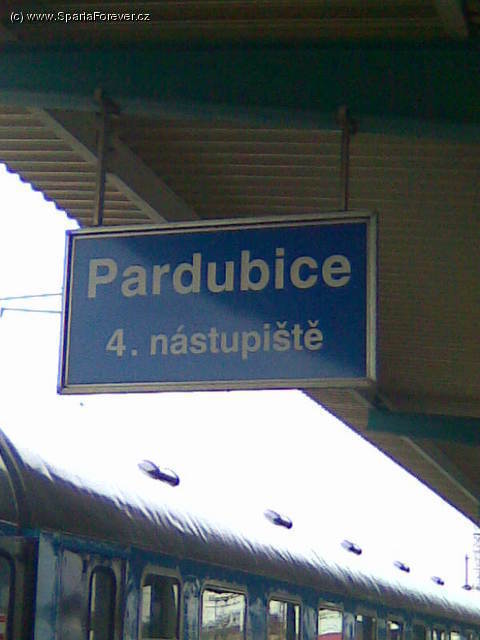 (c) www.SpartaForever.cz
Pardubice
4. nástupiště